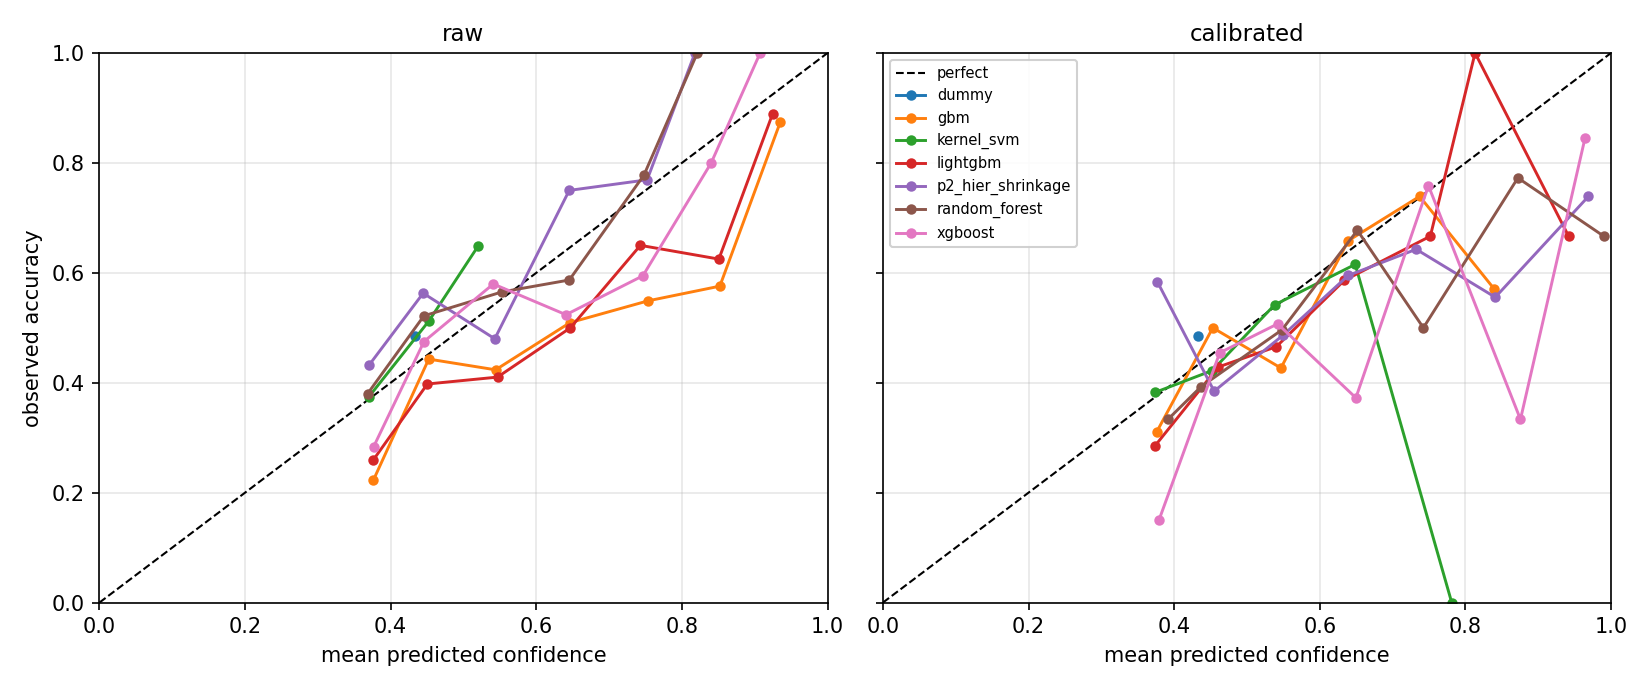 raw
calibrated
1.0
0.8
0.6
0.4
0.2
0.0
observed accuracy
0.0 0.2 0.4 0.6 0.8 1.0
mean predicted confidence
perfect
dummy
gbm
kernel_svm
lightgbm
p2_hier_shrinkage
random_forest
xgboost
0.0 0.2 0.4 0.6 0.8 1.0
mean predicted confidence